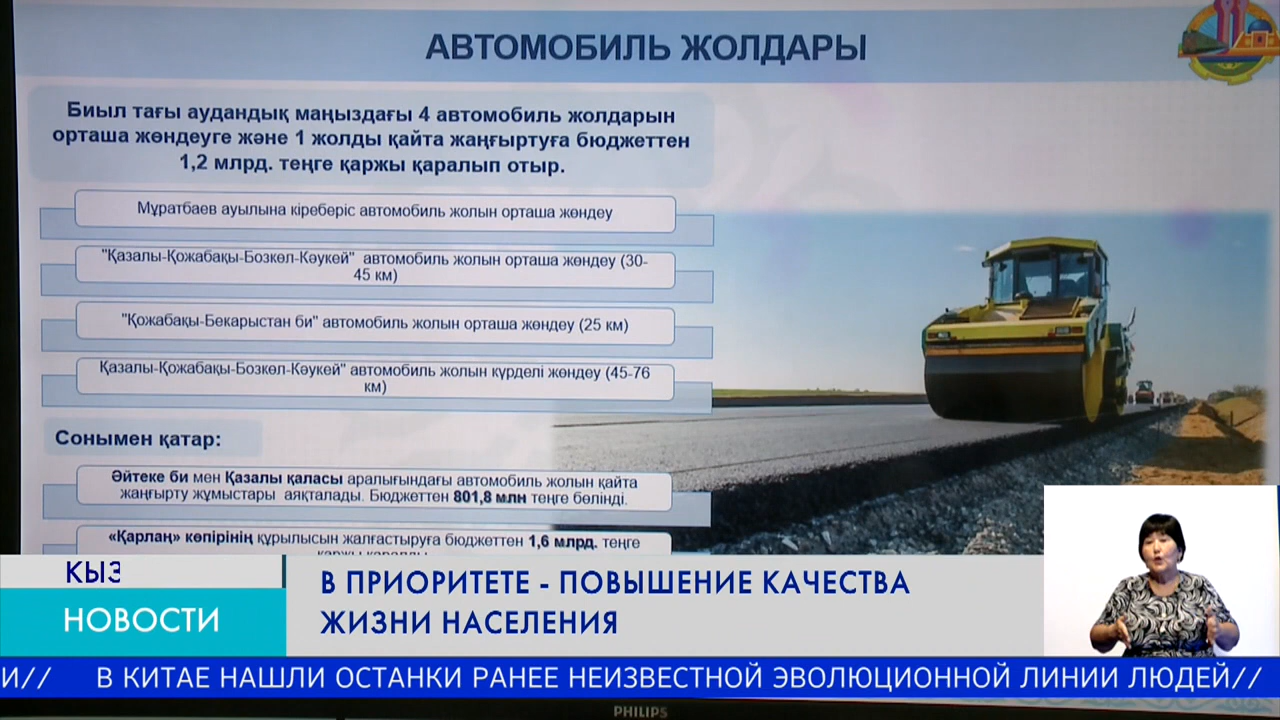 АВТОМОБИЛЬ ЖОЛДАРЫ
Биыл тағы аудандық маңыздағы 4 автомобиль жолдарын
орташа жөндеуге және 1 жолды қайта жаңғыртуға бюджеттен
1,2 млрд. теңге қаржы қаралып отыр.
Мұратбаев ауылына кіреберіс автомобиль жолын орташа жөндеу
"Қазалы-Қожабақы-Бозкөл-Көукей" автомобиль жолын орташа жөндеу (30-
45 км)
"Қожабақы-Бекарыстан би" автомобиль жолын орташа жөндеу (25 км)
Қазалы-Қожабақы-Бозкөл-Көукей" автомобиль жолын күрделі жөндеу (45-76
км)
Сонымен қатар:
Әйтеке би мен Қазалы қаласы аралығындағы автомобиль жолын қайта
жаңғырту жұмыстары аяқталады. Бюджеттен 801,8 млн теңге бөлінді.
«Қарлаң» көпірінің құрылысын жалғастыруға бюджеттен 1,6 млрд. теңге
КЫЗ
НОВОСТИ
В ПРИОРИТЕТЕ - ПОВЫШЕНИЕ КАЧЕСТВА
ЖИЗНИ НАСЕЛЕНИЯ
И// В КИТАЕ НАШЛИ ОСТАНКИ РАНЕЕ НЕИЗВЕСТНОЙ ЭВОЛЮЦИОННОЙ ЛИНИИ ЛЮДЕЙ//
PHILIPS